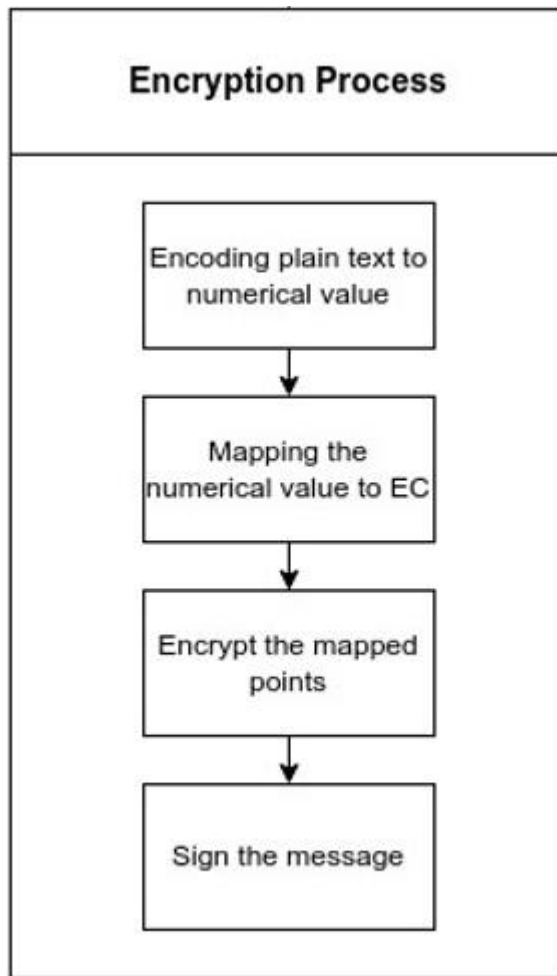 Encryption Process
Encoding plain text to
numerical value
Mapping the
numerical value to EC
Encrypt the mapped
points
Sign the message